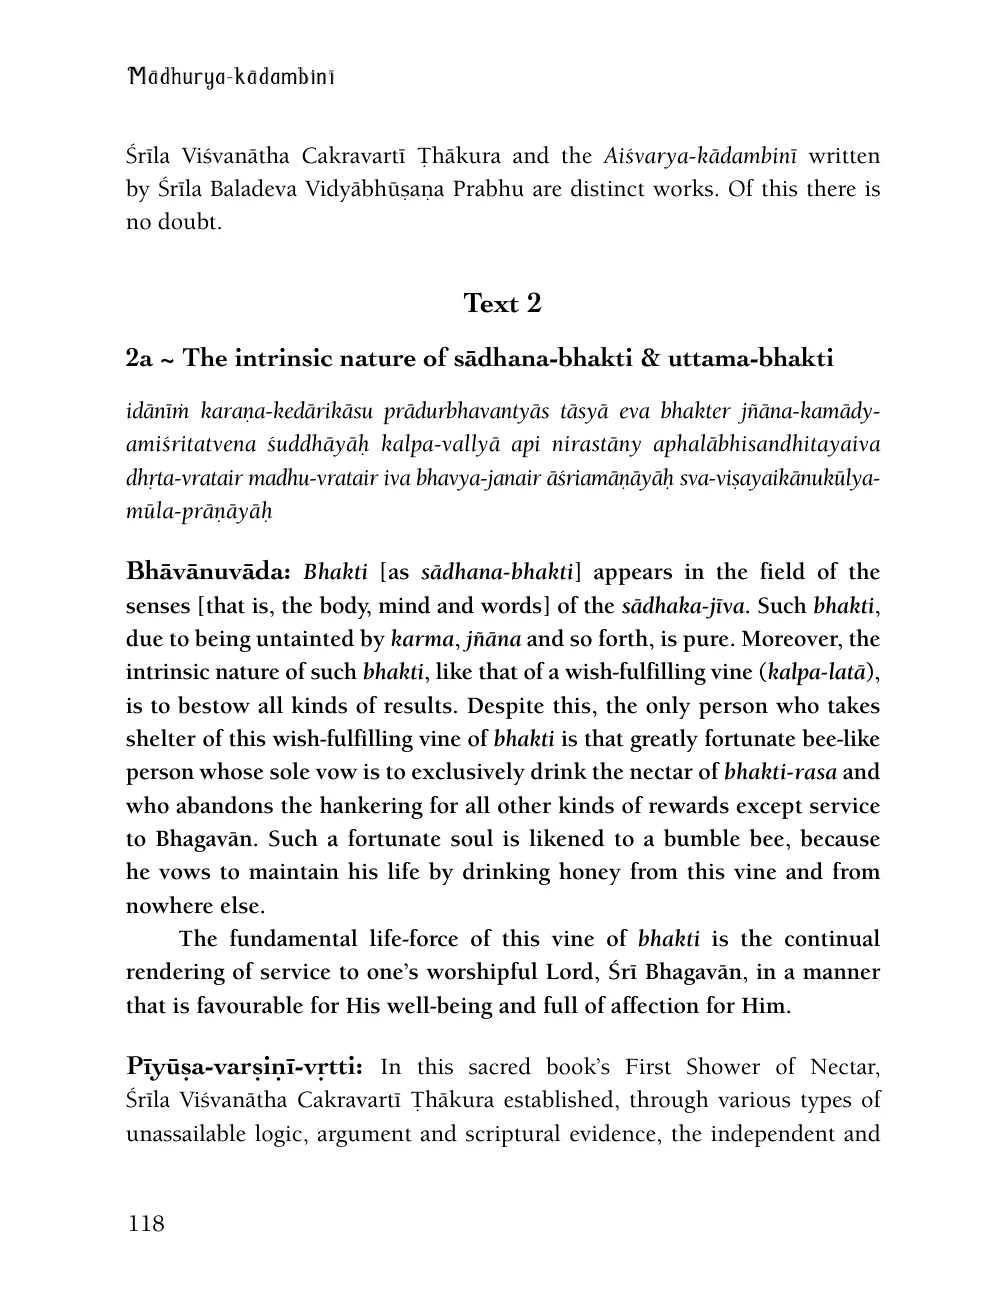 Mādhurya-kādambinī
Śrīla Viśvanātha Cakravartī Ṭhākura and the Aiśvarya-kādambinī written
by Śrīla Baladeva Vidyābhūṣaṇa Prabhu are distinct works. Of this there is
no doubt.
Text 2
2a ~ The intrinsic nature of sādhana-bhakti & uttama-bhakti
idānīṁ karaṇa-kedārikāsu prādurbhavantyās tāsyā eva bhakter jñāna-kamādy-
amiśritatvena śuddhāyāḥ kalpa-vallyā api nirastāny aphalābhisandhitayaiva
dhṛta-vratair madhu-vratair iva bhavya-janair āśriamāṇāyāḥ sva-viṣayaikānukūlya-
mūla-prāṇāyāḥ
Bhāvānuvāda: Bhakti [as sādhana-bhakti] appears in the field of the
senses [that is, the body, mind and words] of the sādhaka-jīva. Such bhakti,
due to being untainted by karma, jñāna and so forth, is pure. Moreover, the
intrinsic nature of such bhakti, like that of a wish-fulfilling vine (kalpa-latā),
is to bestow all kinds of results. Despite this, the only person who takes
shelter of this wish-fulfilling vine of bhakti is that greatly fortunate bee-like
person whose sole vow is to exclusively drink the nectar of bhakti-rasa and
who abandons the hankering for all other kinds of rewards except service
to Bhagavān. Such a fortunate soul is likened to a bumble bee, because
he vows to maintain his life by drinking honey from this vine and from
nowhere else.
The fundamental life-force of this vine of bhakti is the continual
rendering of service to one’s worshipful Lord, Śrī Bhagavān, in a manner
that is favourable for His well-being and full of affection for Him.
Pīyūṣa-varṣiṇī-vṛtti: In this sacred book’s First Shower of Nectar,
Śrīla Viśvanātha Cakravartī Ṭhākura established, through various types of
unassailable logic, argument and scriptural evidence, the independent and
118